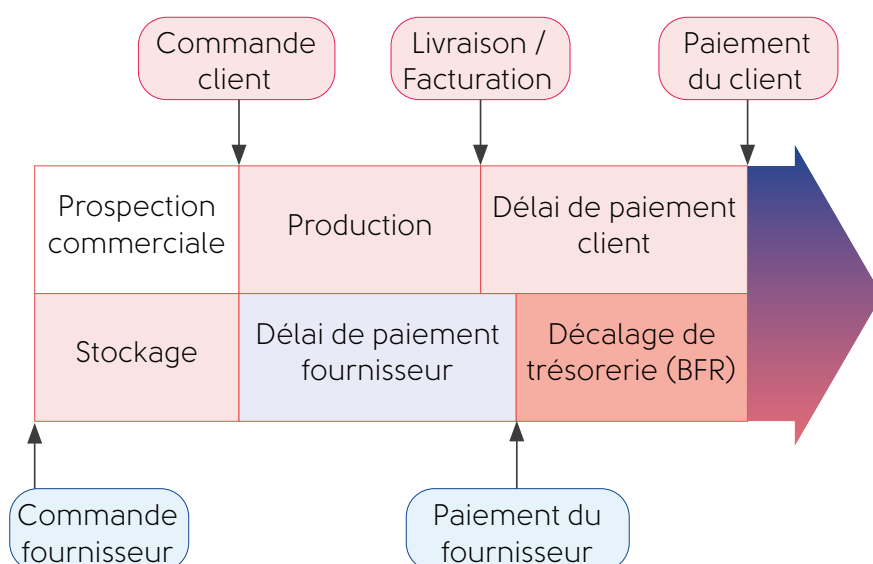 Commande
client
Livraison /
Facturation
Paiement
du client
Prospection
commerciale
Production
Délai de paiement
client
Stockage
Délai de paiement
fournisseur
Décalage de
trésorerie (BFR)
Commande
fournisseur
Paiement du
fournisseur